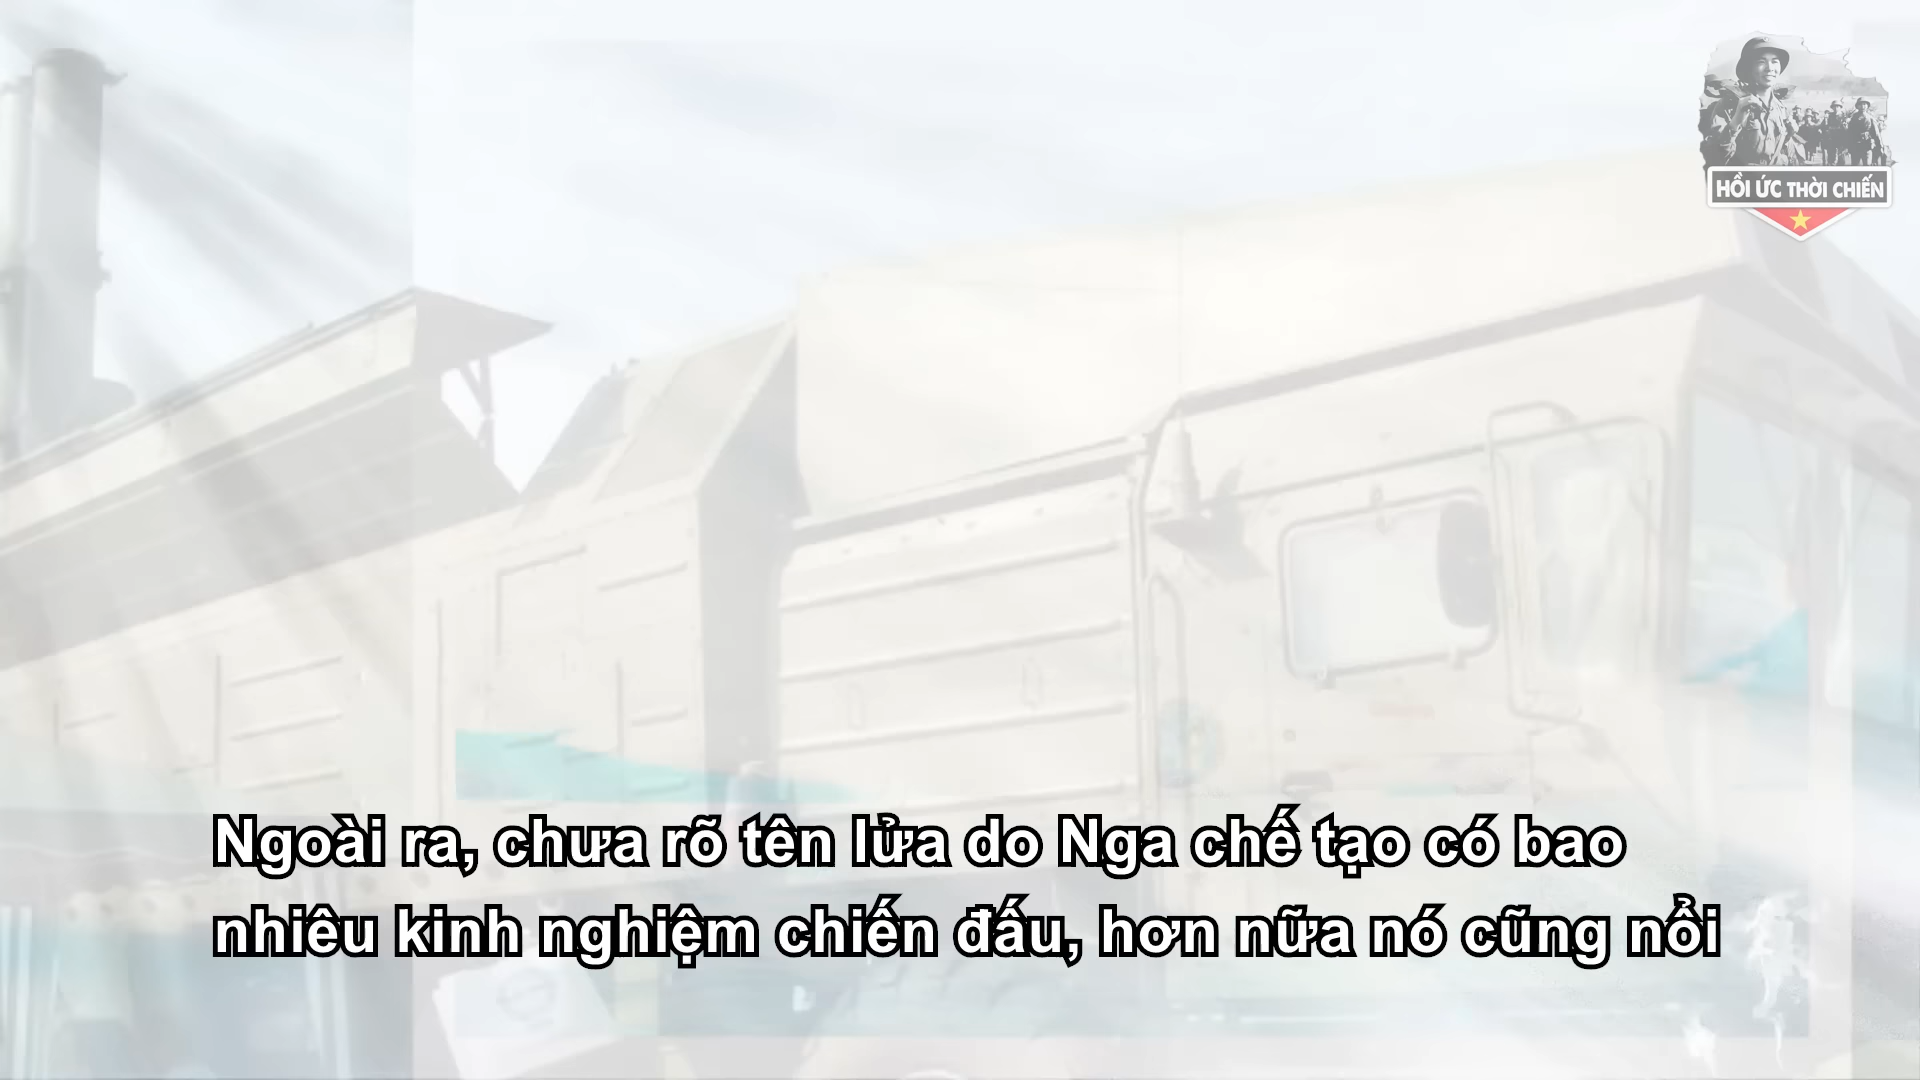 HỒI ỨC THỜI CHIẾN
Ngoài ra, chưa rõ tên lửa do Nga chế tạo có bao
nhiêu kinh nghiệm chiến đấu, hơn nữa nó cũng nổi